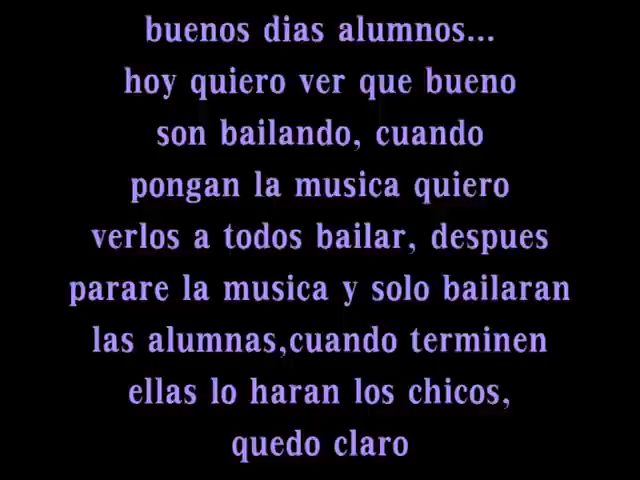 buenos dias alumnos...
hoy quiero ver que bueno
son bailando, cuando
pongan la musica quiero
verlos a todos bailar, despues
parare la musica y solo bailaran
las alumnas,cuando terminen
ellas lo haran los chicos,
quedo claro